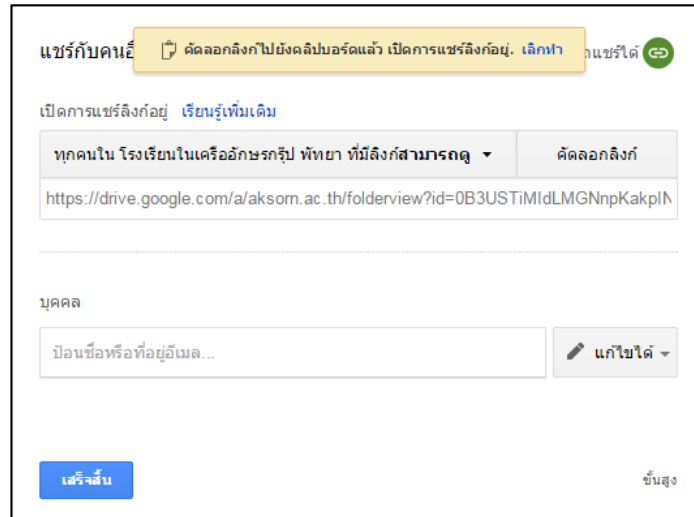 แชร์กับคนอื่
คัดลอกลิงก์ไปยังคลิปบอร์ดแล้ว เปิดการแชร์ลิงก์อยู่. เลิกทำ
แชร์ได้
เปิดการแชร์ลิงก์อยู่ เรียนรู้เพิ่มเติม
ทุกคนใน โรงเรียนในเครืออักษรกรุ๊ป พัทยา ที่มีลิงก์สามารถดู
คัดลอกลิงก์
https://drive.google.com/a/aksorn.ac.th/folderview?id=0B3USTiMIdLMGNnpKakpIN
บุคคล
ป้อนชื่อหรือที่อยู่อีเมล...
แก้ไขได้
เสร็จสิ้น
ขั้นสูง